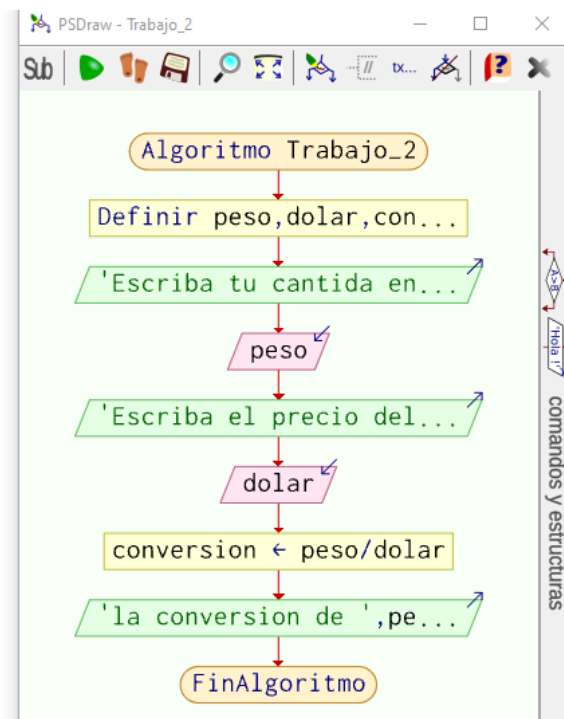 PSDraw - Trabajo_2
Sub
tx...
Algoritmo Trabajo_2
Definir peso,dolar,con...
'Escriba tu cantida en...
peso
'Escriba el precio del...
dolar
conversion ← peso/dolar
'la conversion de ',pe...
FinAlgoritmo
A>B
'Hola !'
comandos y estructuras